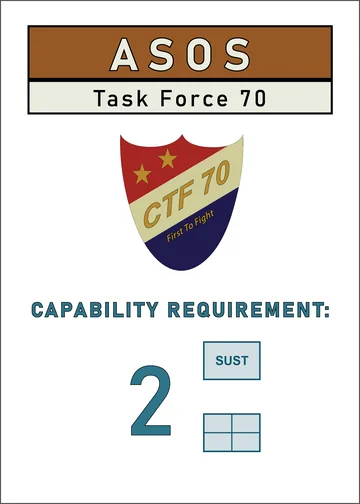 ASOS
Task Force 70
CTF 70
First To Fight
CAPABILITY REQUIREMENT:
2
SUST